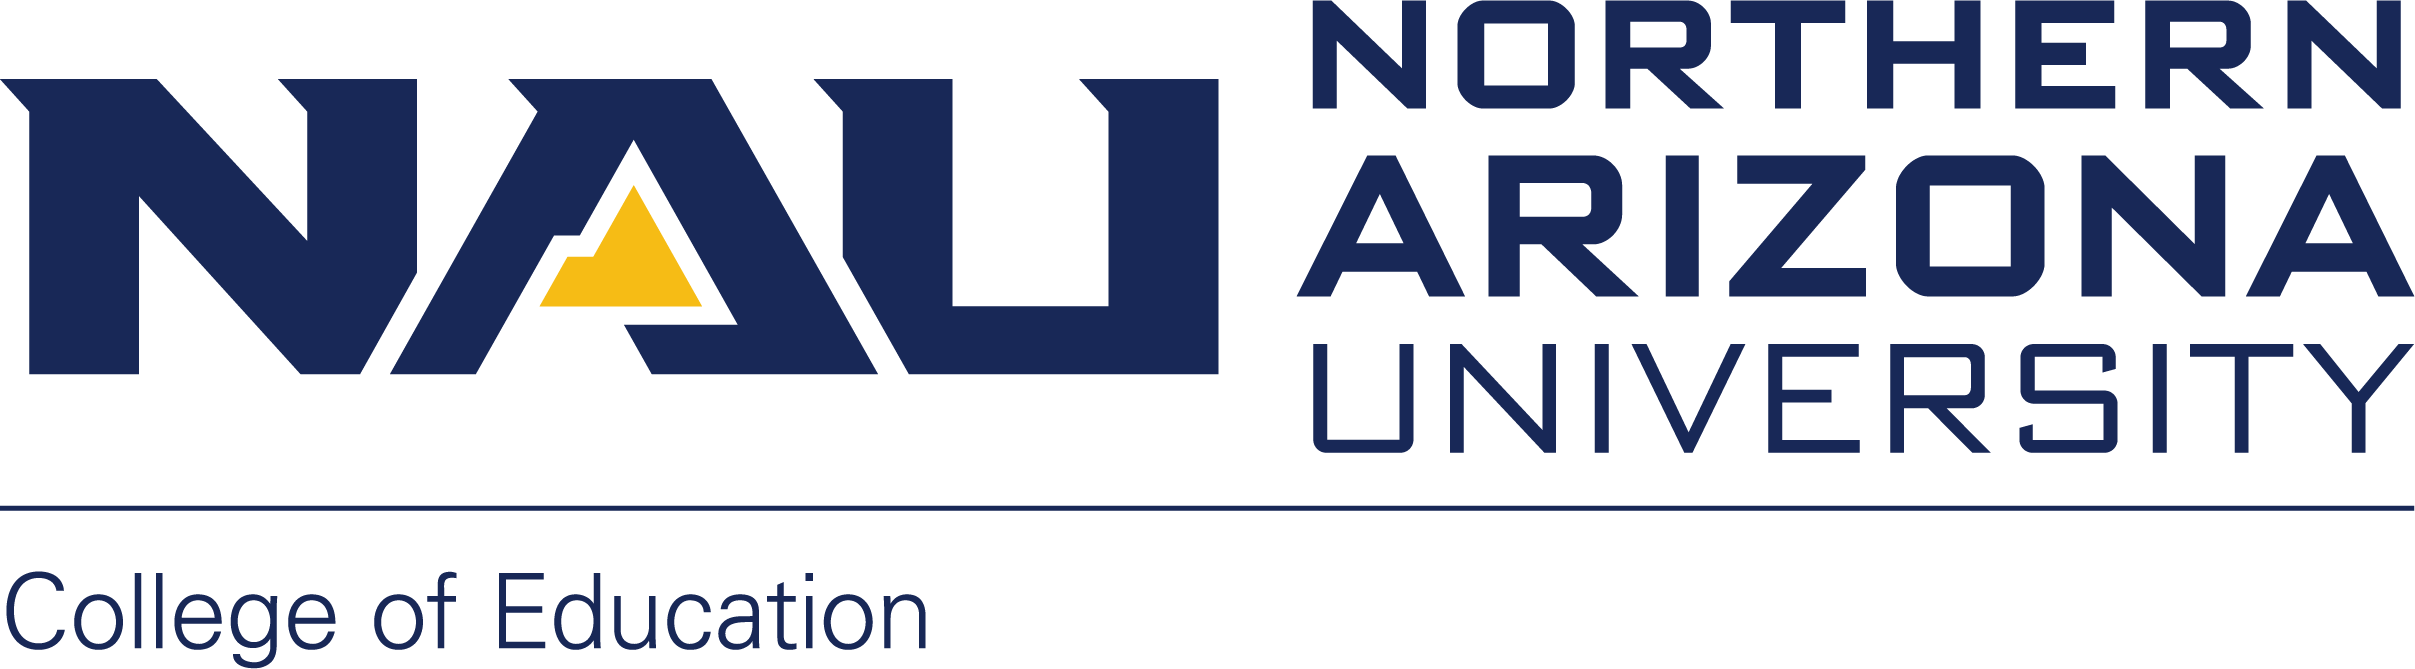 NAU
NORTHERN
ARIZONA
UNIVERSITY
College of Education